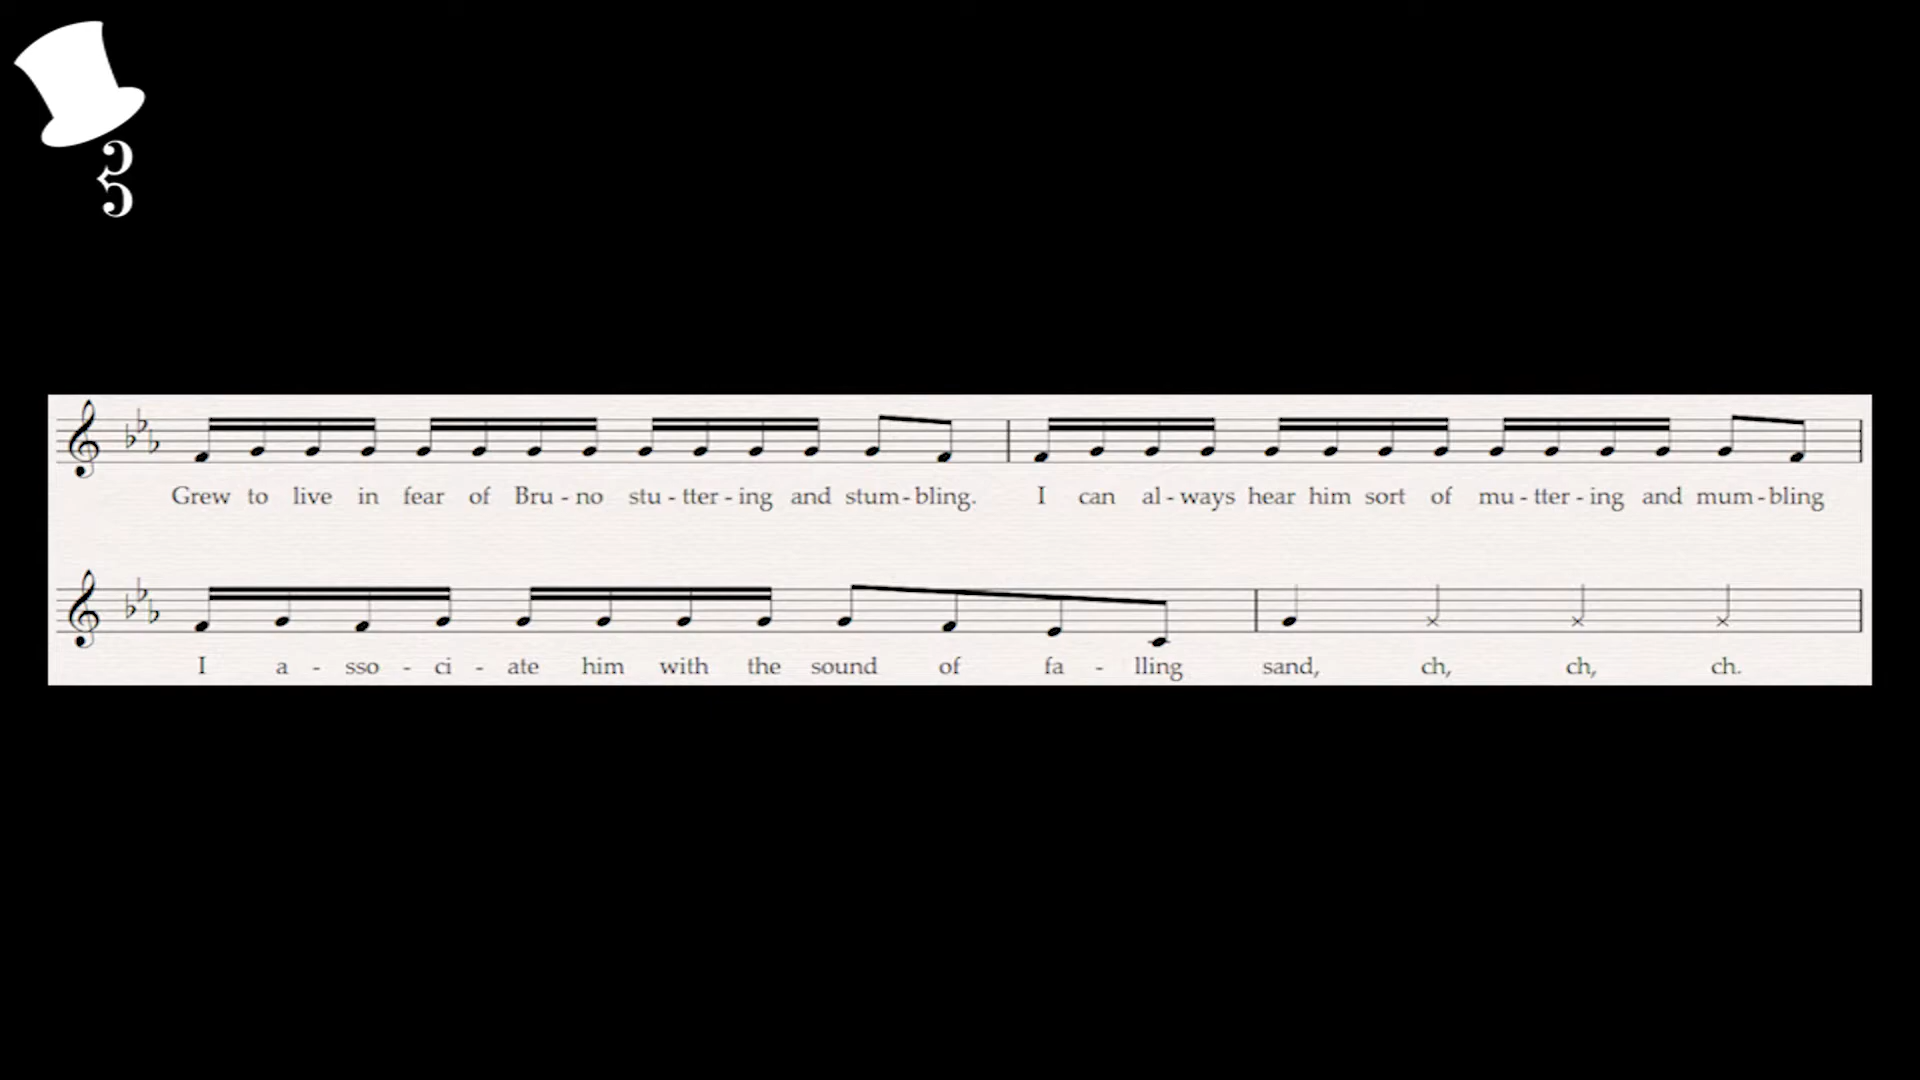 Grew to live in fear of Bru - no stu - tter - ing and stum - bling. I can al - ways hear him sort of mu - tter - ing and mum - bling
I a - sso - ci - ate him with the sound of fa - lling sand, ch, ch, ch.